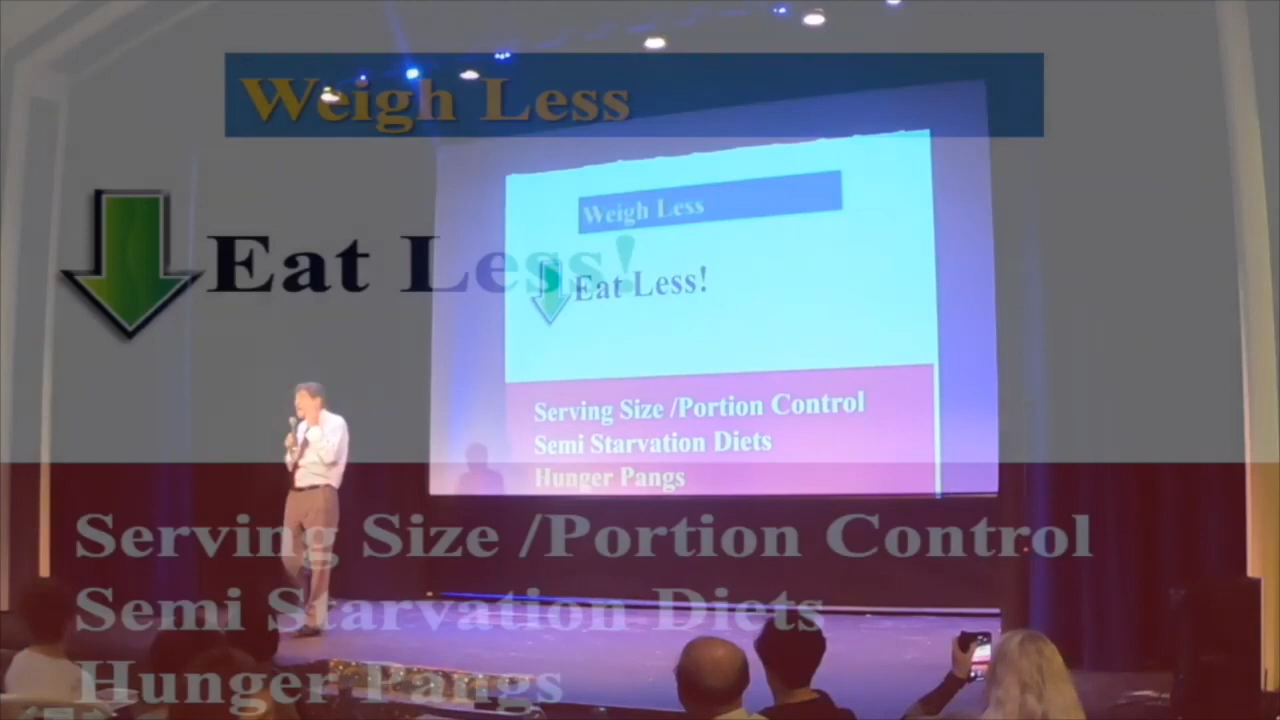 Weigh Less
Eat Less!
Serving Size /Portion Control
Semi Starvation Diets
Hunger Pangs
Weigh Less
Eat Less!
Serving Size /Portion Control
Semi Starvation Diets
Hunger Pangs